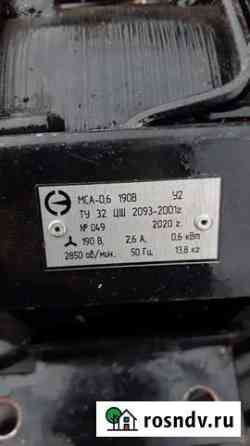 МСА-0,6 190В У2
ТУ 32 ЦШ 2093-2001г
№ 049 2020 г.
190 В, 2,6 А, 0,6 кВт
2850 об/мин. 50 Гц 13,8 кг
rosndv.ru